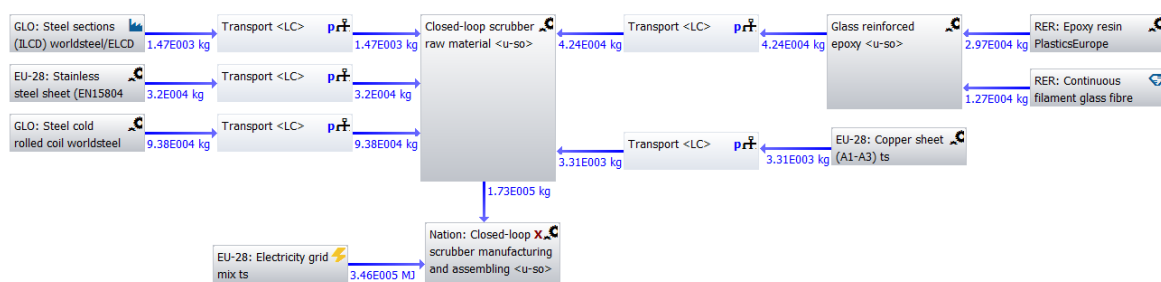 GLO: Steel sections
(ILCD) worldsteel/ELCD
1.47E003 kg
Transport <LC>
1.47E003 kg
Closed-loop scrubber
raw material <u-so>
4.24E004 kg
Transport <LC>
4.24E004 kg
Glass reinforced
epoxy <u-so>
2.97E004 kg
RER: Epoxy resin
PlasticsEurope
EU-28: Stainless
steel sheet (EN15804
3.2E004 kg
Transport <LC>
3.2E004 kg
1.27E004 kg
RER: Continuous
filament glass fibre
GLO: Steel cold
rolled coil worldsteel
9.38E004 kg
Transport <LC>
9.38E004 kg
3.31E003 kg
Transport <LC>
3.31E003 kg
EU-28: Copper sheet
(A1-A3) ts
1.73E005 kg
EU-28: Electricity grid
mix ts
3.46E005 MJ
Nation: Closed-loop X
scrubber manufacturing
and assembling <u-so>
p
p
p
p
p